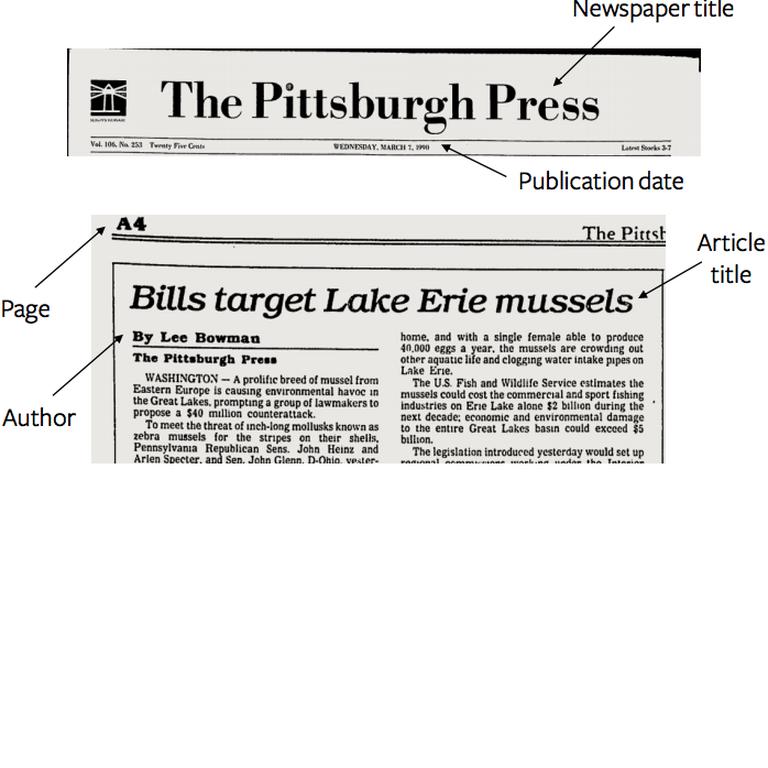 Newspaper title
The Pittsburgh Press
Vol. 106, No. 253 Twenty Five Cents WEDNESDAY, MARCH 7, 1990 Latest Stocks 3-7
Publication date
A4 The Pittsb
Article
title
Bills target Lake Erie mussels
Page
By Lee Bowman
The Pittsburgh Press
Author
WASHINGTON — A prolific breed of mussel from
Eastern Europe is causing environmental havoc in
the Great Lakes, prompting a group of lawmakers to
propose a $40 million counterattack.
To meet the threat of inch-long mollusks known as
zebra mussels for the stripes on their shells,
Pennsylvania Republican Sens. John Heinz and
Arlen Specter, and Sen. John Glenn, D-Ohio, yester-
home, and with a single female able to produce
40,000 eggs a year, the mussels are crowding out
other aquatic life and clogging water intake pipes on
Lake Erie.
The U.S. Fish and Wildlife Service estimates the
mussels could cost the commercial and sport fishing
industries on Erie Lake alone $2 billion during the
next decade; economic and environmental damage
to the entire Great Lakes basin could exceed $5
billion.
The legislation introduced yesterday would set up
regional commissions working under the Interior